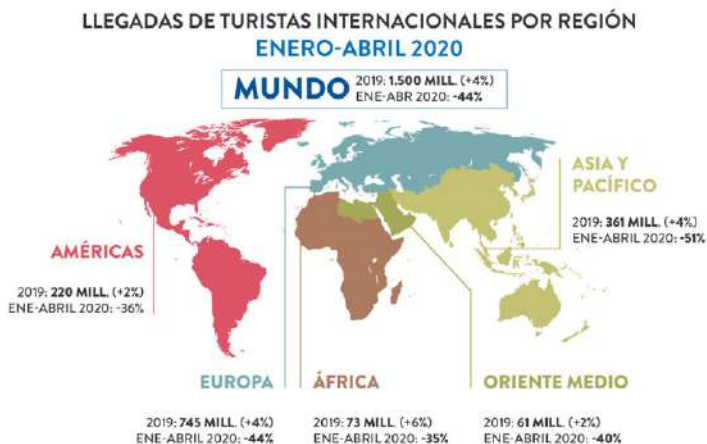 LLEGADAS DE TURISTAS INTERNACIONALES POR REGIÓN
ENERO-ABRIL 2020
MUNDO
2019: 1.500 MILL. (+4%)
ENE-ABR 2020: -44%
ASIA Y
PACÍFICO
2019: 361 MILL. (+4%)
ENE-ABRIL 2020: -51%
AMÉRICAS
2019: 220 MILL. (+2%)
ENE-ABRIL 2020: -36%
EUROPA
2019: 745 MILL. (+4%)
ENE-ABRIL 2020: -44%
ÁFRICA
2019: 73 MILL. (+6%)
ENE-ABRIL 2020: -35%
ORIENTE MEDIO
2019: 61 MILL. (+2%)
ENE-ABRIL 2020: -40%